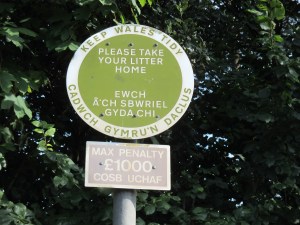 KEEP WALES TIDY
PLEASE TAKE
YOUR LITTER
HOME
EWCH
Â'CH SBWRIEL
GYDA CHI
CADWCH GYMRU'N DACLUS
MAX PENALTY
£1000
COSB UCHAF